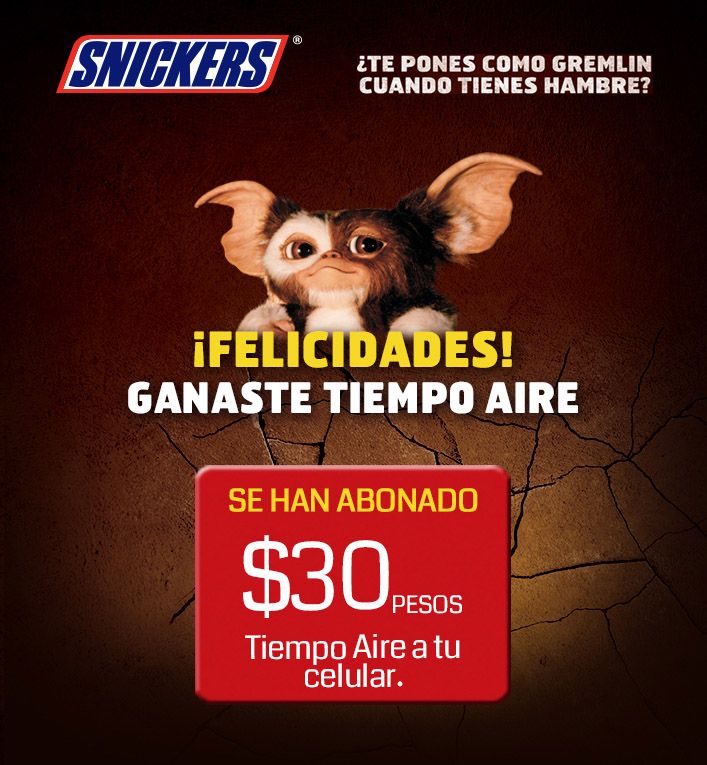 SNICKERS®
¿TE PONES COMO GREMLIN
CUANDO TIENES HAMBRE?
¡FELICIDADES!
GANASTE TIEMPO AIRE
SE HAN ABONADO
$30 PESOS
Tiempo Aire a tu
celular.